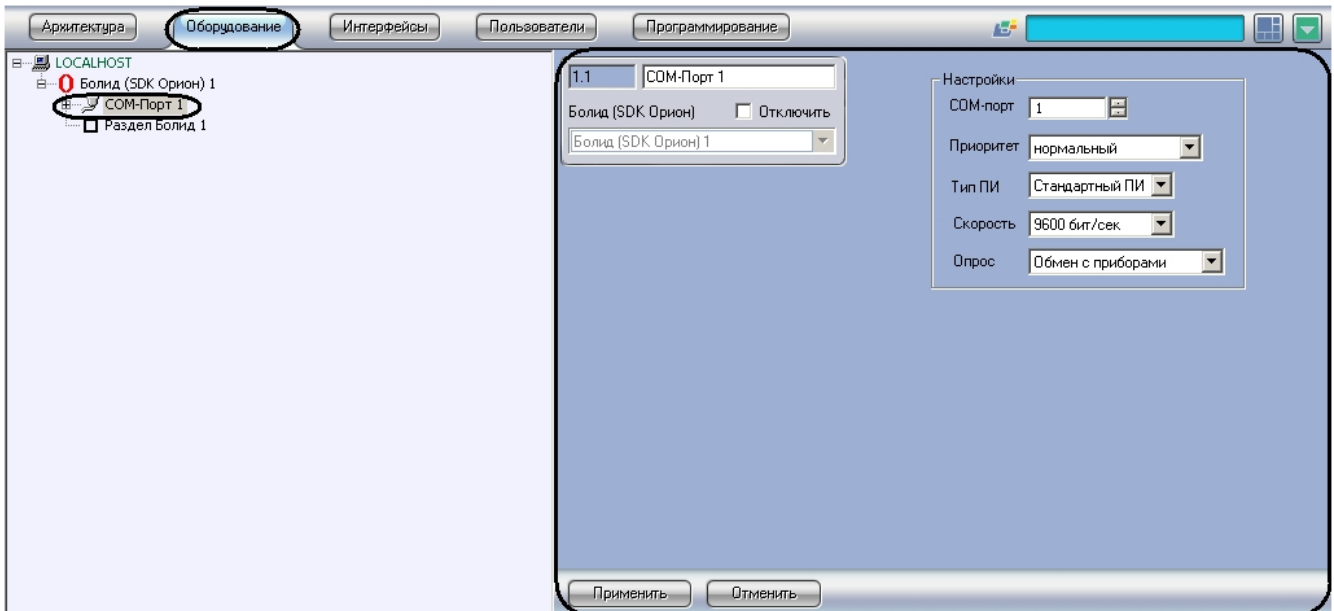 Архитектура Оборудование Интерфейсы Пользователи Программирование
LOCALHOST
Болид (SDK Орион) 1
COM-Порт 1
Раздел Болид 1
1.1 COM-Порт 1
Болид (SDK Орион) Отключить
Болид (SDK Орион) 1
Настройки
COM-порт 1
Приоритет нормальный
Тип ПИ Стандартный ПИ
Скорость 9600 бит/сек
Опрос Обмен с приборами
Применить Отменить